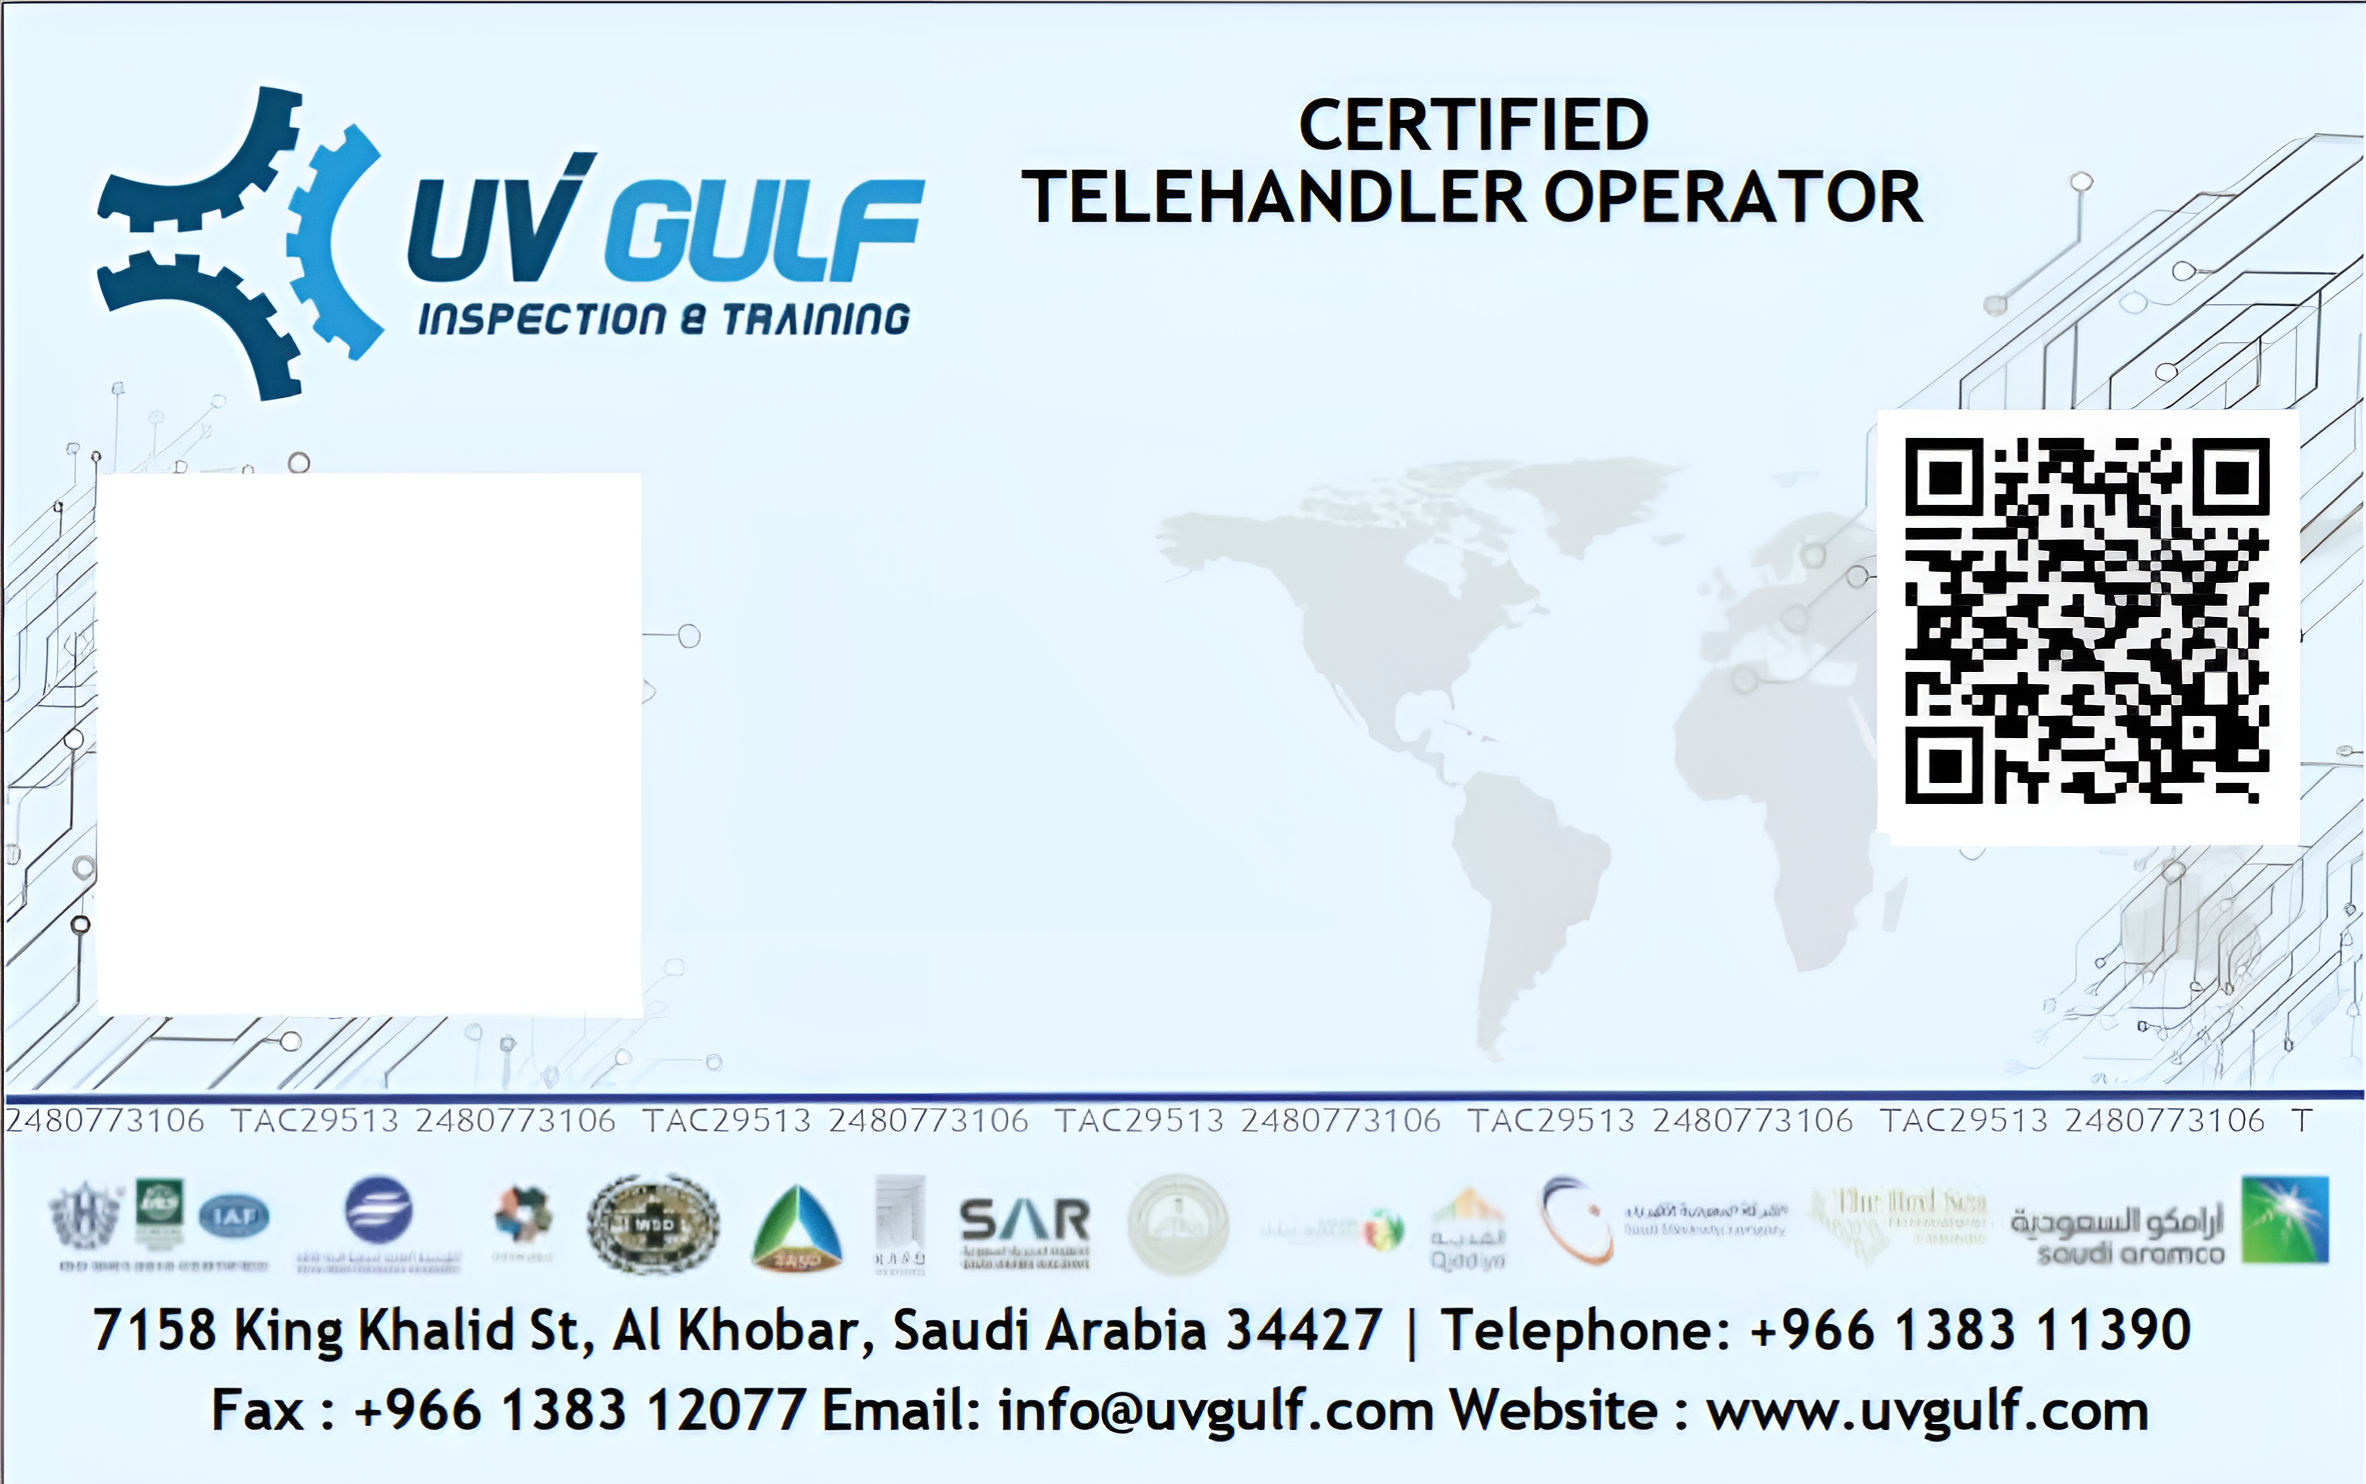 UV GULF
INSPECTION & TRAINING
CERTIFIED
TELEHANDLER OPERATOR
2480773106 TAC29513 2480773106 TAC29513 2480773106 TAC29513 2480773106 TAC29513 2480773106 TAC29513 2480773106 T
IAF
SAR
القدية
Qiddiya
أرامكو السعودية
saudi aramco
7158 King Khalid St, Al Khobar, Saudi Arabia 34427 | Telephone: +966 1383 11390
Fax : +966 1383 12077 Email: info@uvgulf.com Website : www.uvgulf.com